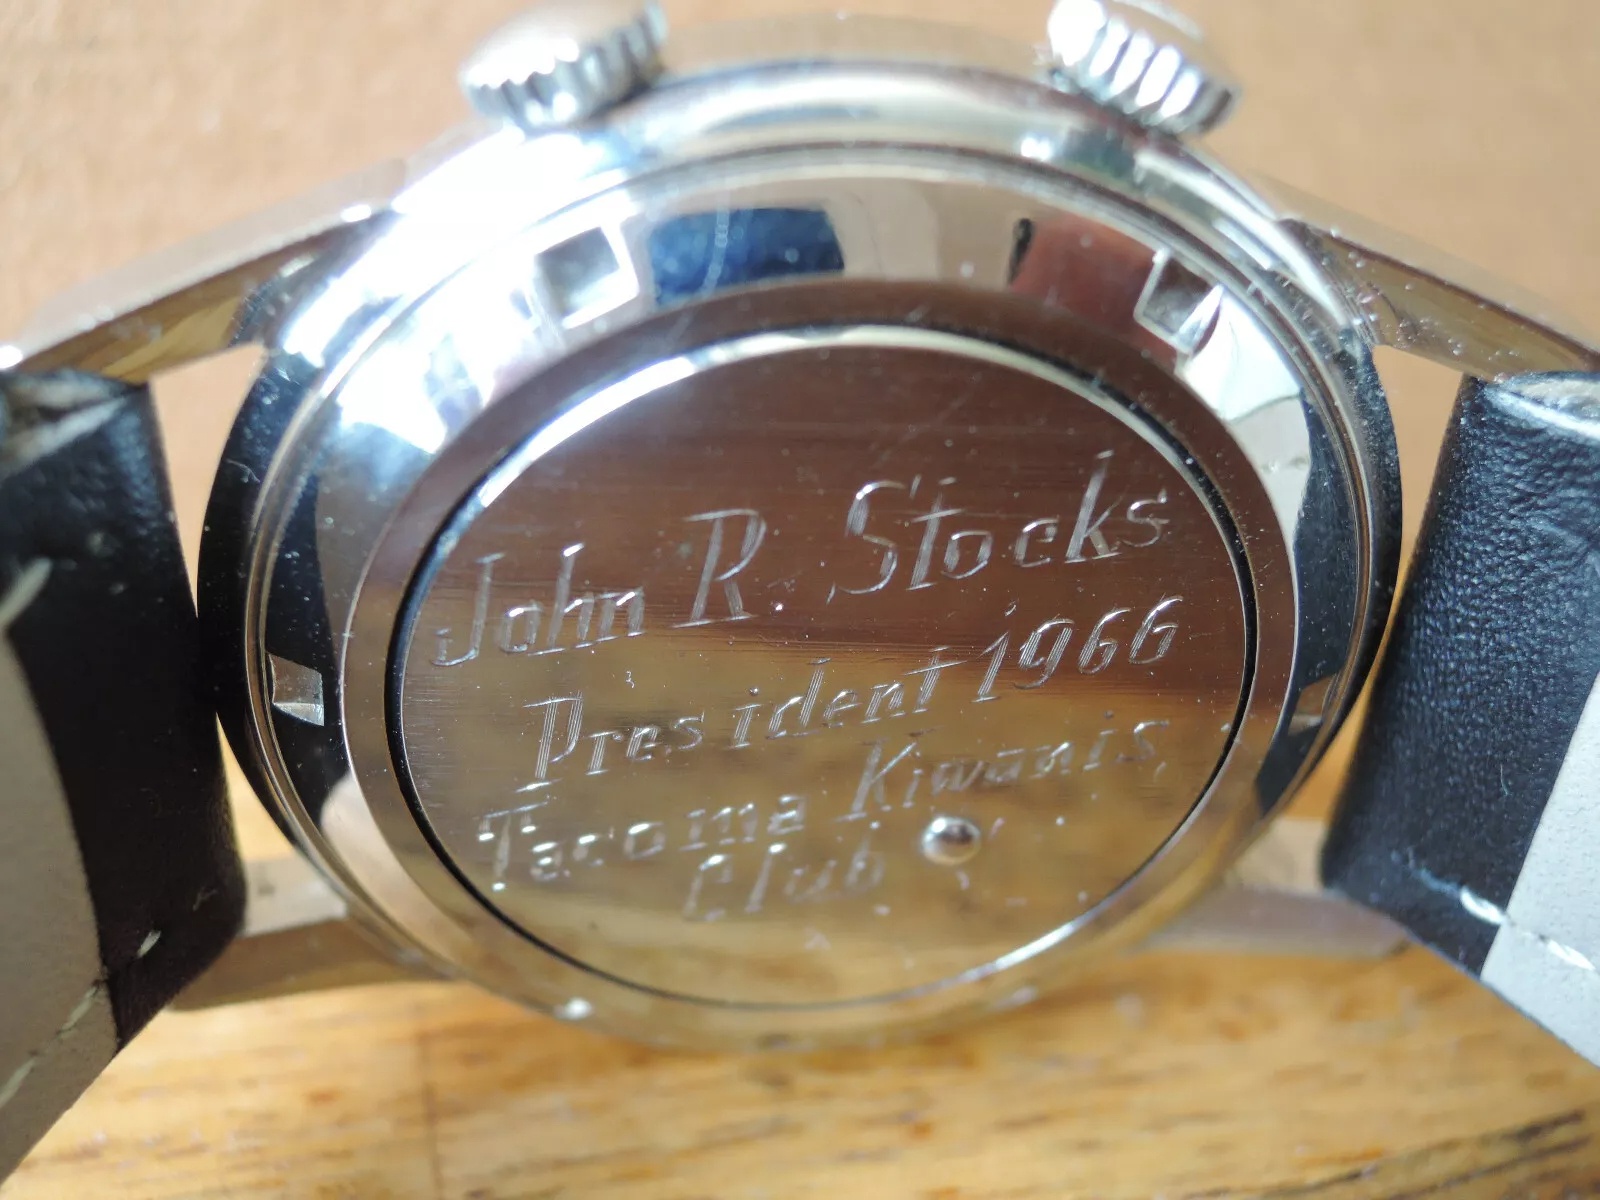 John R. Stocks
President 1966
Tacoma Kiwanis
Club